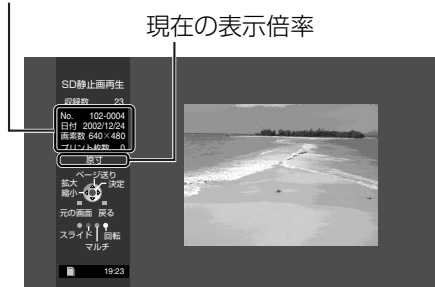 現在の表示倍率
SD静止画再生
収録数 23
No. 102-0004
日付 2002/12/24
画素数 640×480
プリント枚数 0
原寸
ページ送り
拡大 決定
縮小
元の画面 戻る
スライド 回転
マルチ
19:23